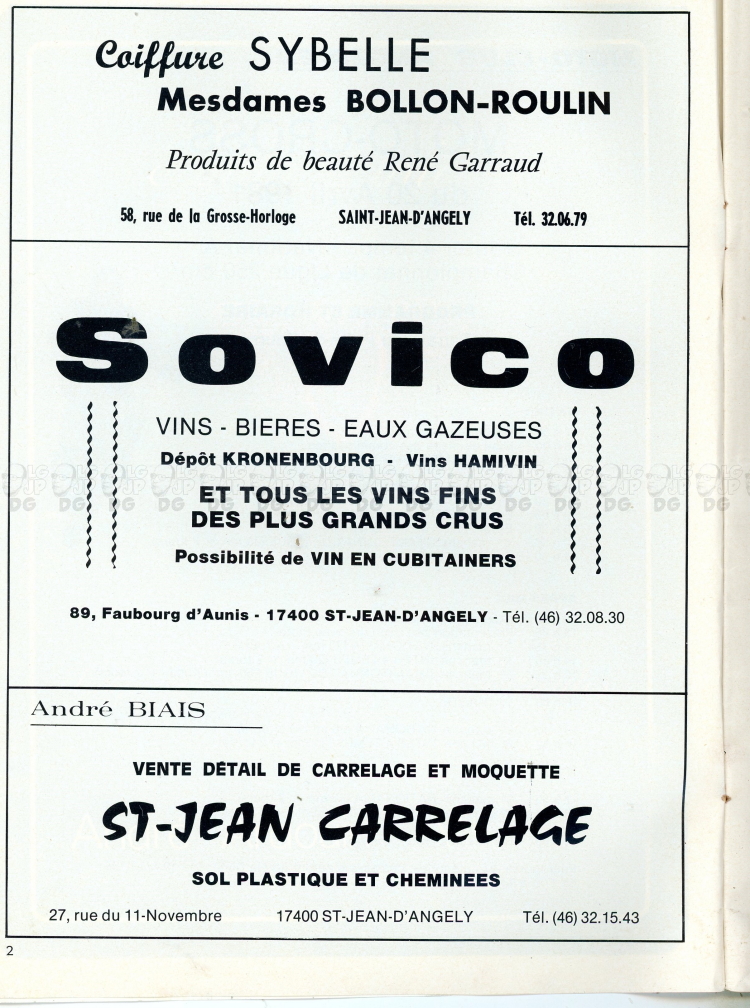 Coiffure SYBELLE
Mesdames BOLLON-ROULIN
Produits de beauté René Garraud
58, rue de la Grosse-Horloge SAINT-JEAN-D'ANGELY Tél. 32.06.79
Sovico
VINS - BIERES - EAUX GAZEUSES
Dépôt KRONENBOURG - Vins HAMIVIN
ET TOUS LES VINS FINS
DES PLUS GRANDS CRUS
Possibilité de VIN EN CUBITAINERS
89, Faubourg d'Aunis - 17400 ST-JEAN-D'ANGELY - Tél. (46) 32.08.30
André BIAIS
VENTE DÉTAIL DE CARRELAGE ET MOQUETTE
ST-JEAN CARRELAGE
SOL PLASTIQUE ET CHEMINEES
27, rue du 11-Novembre 17400 ST-JEAN-D'ANGELY Tél. (46) 32.15.43
2